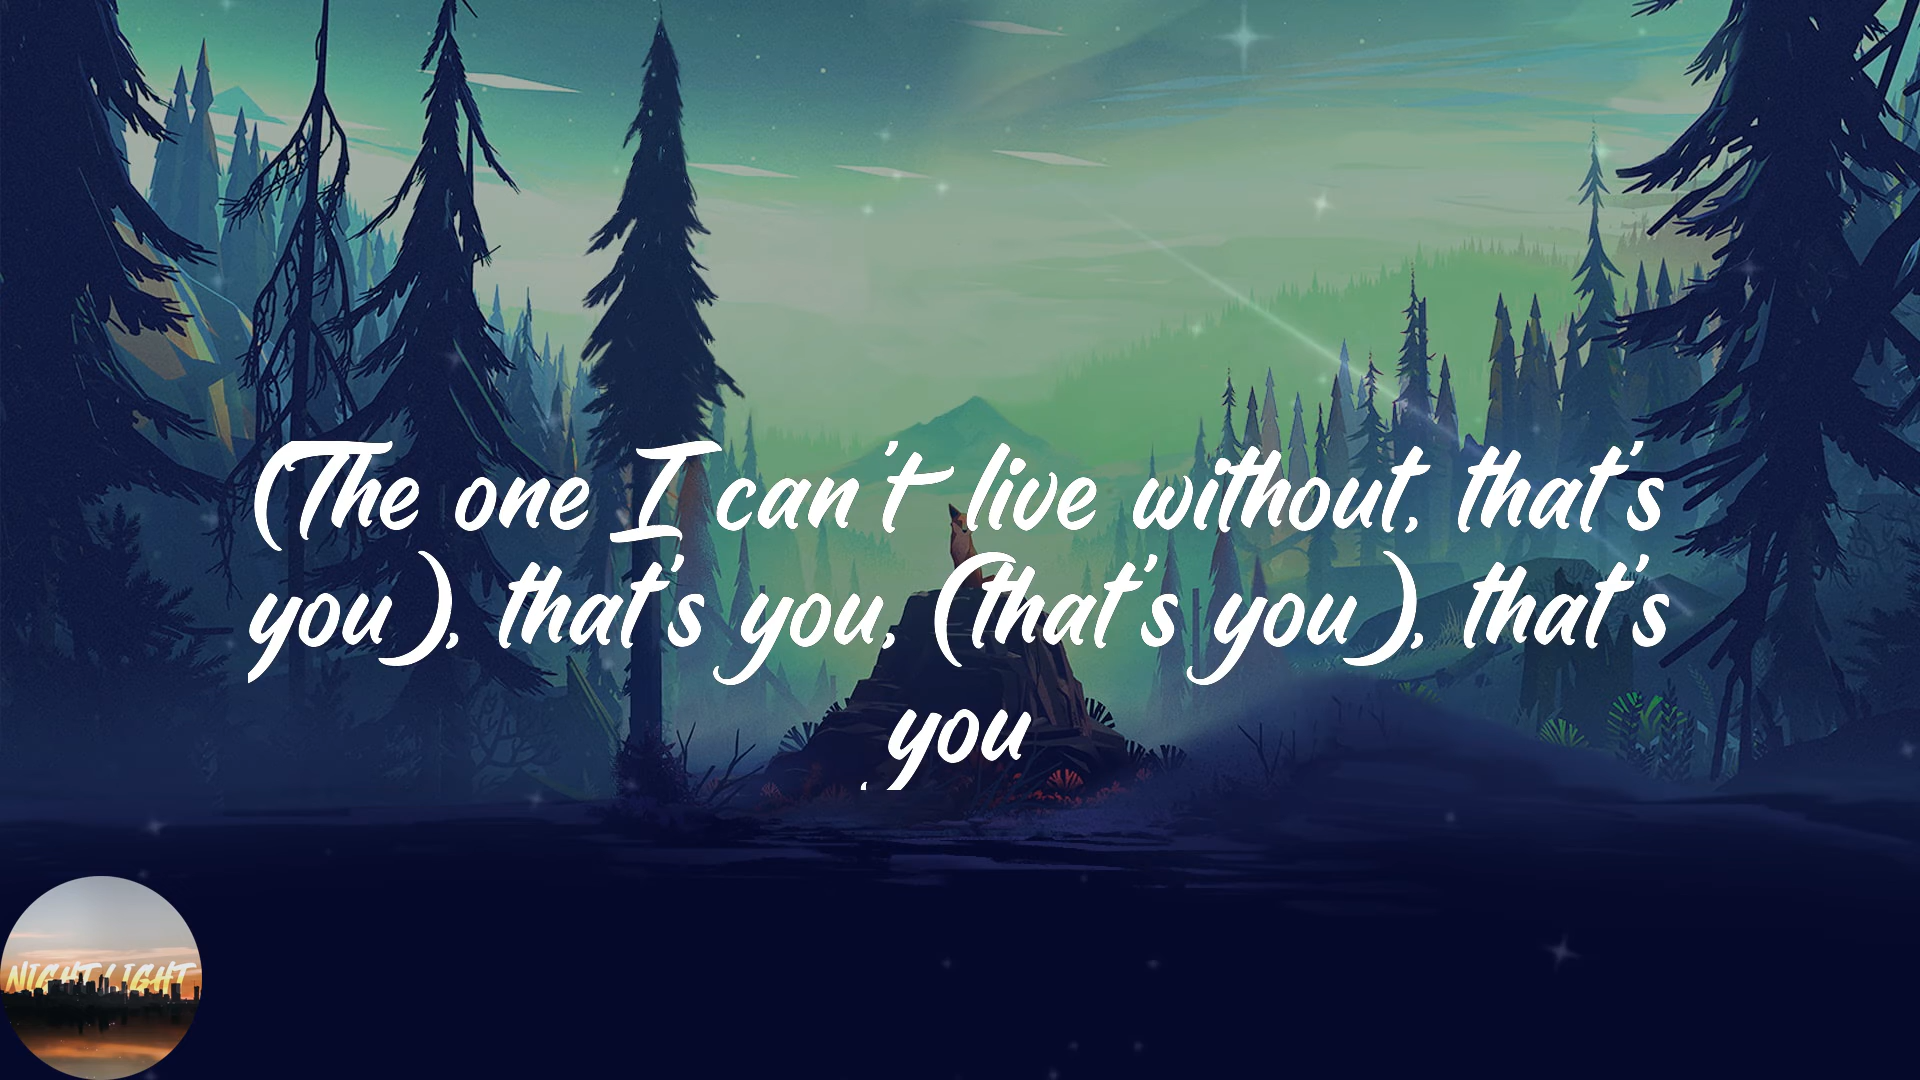 (The one I can't live without, that's
you), that's you, (that's you), that's
you
NIGHT LIGHT